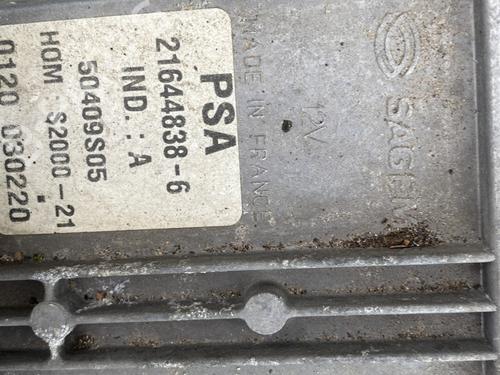 PSA
21644838-6
IND.: A
50409S05
HOM : S2000-21
0120 030220
MADE IN FRANCE
12V
SAGEM